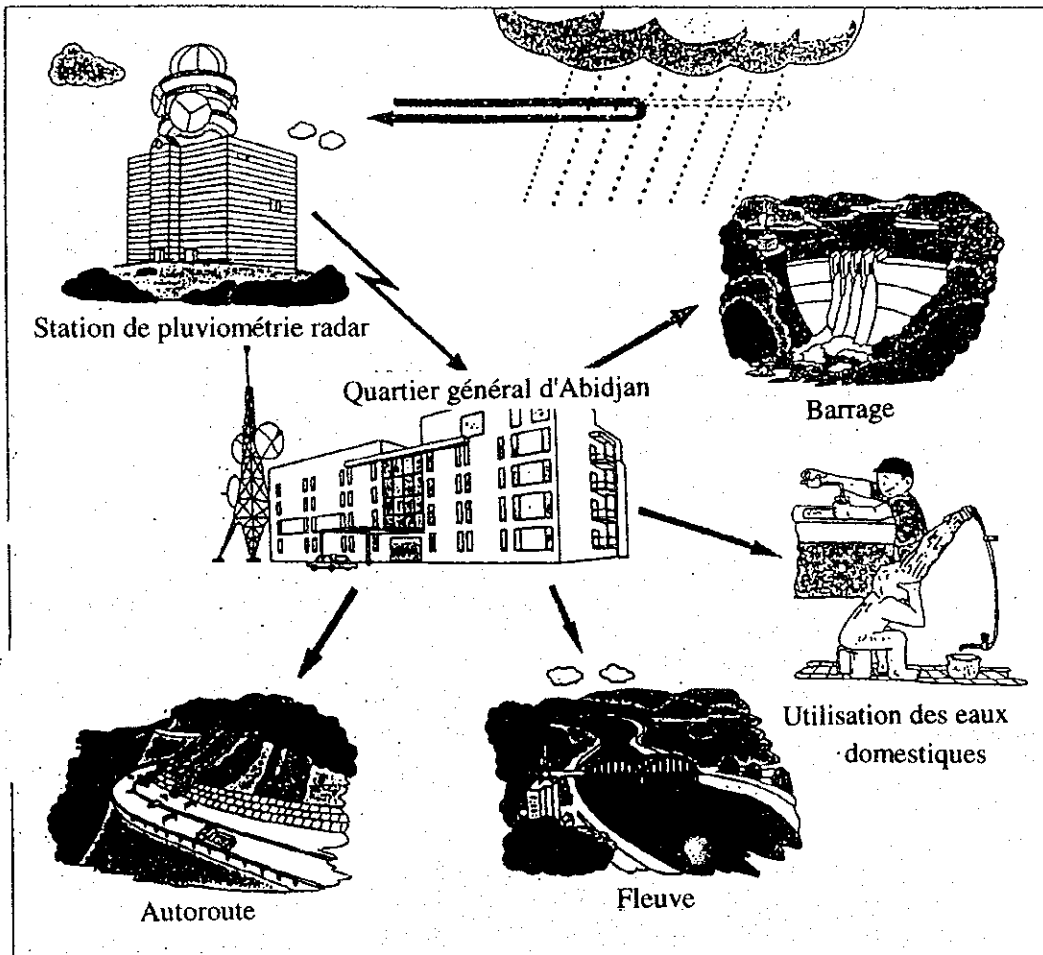 Station de pluviométrie radar
Quartier général d'Abidjan
Barrage
Utilisation des eaux
domestiques
Fleuve
Autoroute